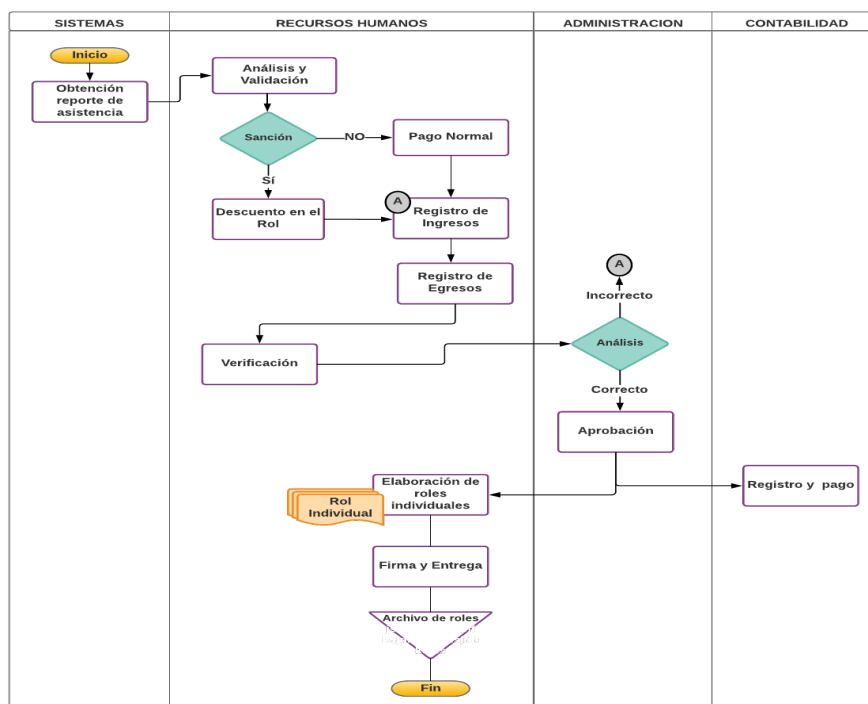 SISTEMAS
RECURSOS HUMANOS
ADMINISTRACION
CONTABILIDAD
Inicio
Obtención
reporte de
asistencia
Análisis y
Validación
Sanción
NO
Pago Normal
Sí
Descuento en el
Rol
A
Registro de
Ingresos
Registro de
Egresos
Verificación
A
Incorrecto
Análisis
Correcto
Aprobación
Registro y pago
Elaboración de
roles
individuales
Rol
Individual
Firma y Entrega
Archivo de roles
Fin